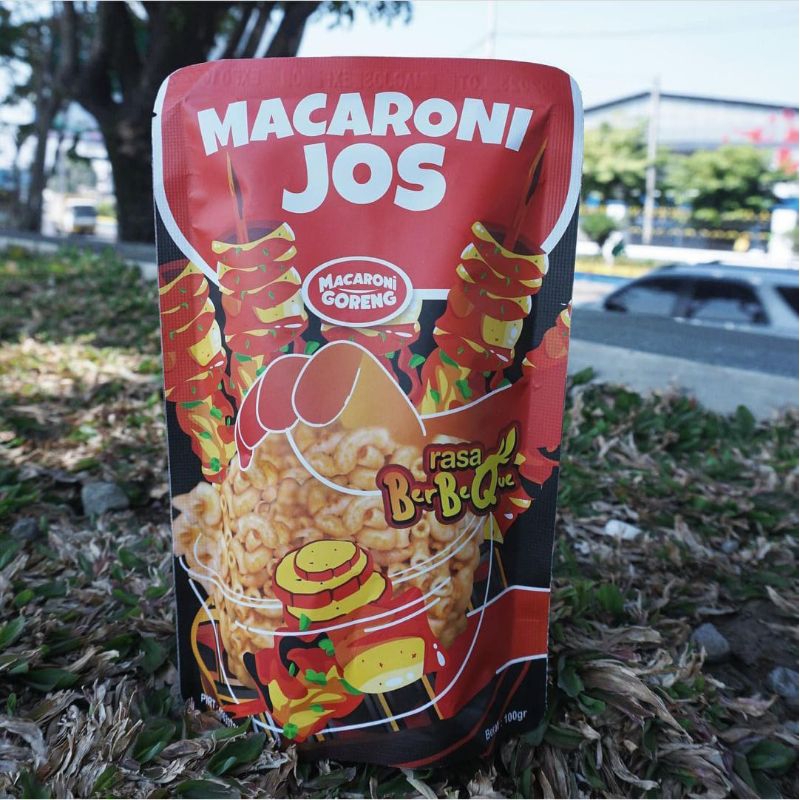 MACARONI
JOS
MACARONI
GORENG
rasa
BerBeQue
100gr